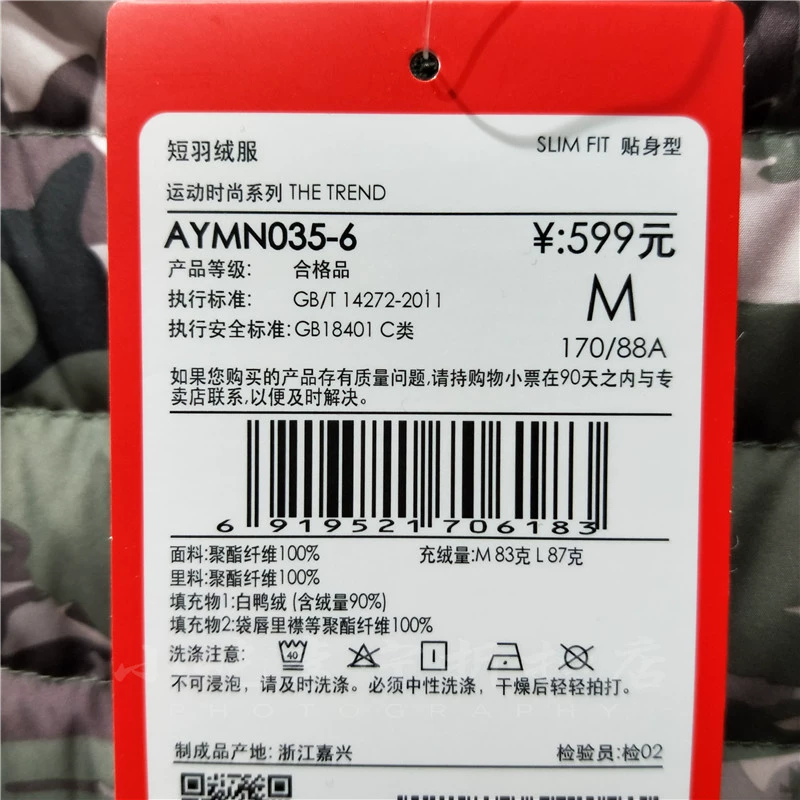 短羽绒服
SLIM FIT 贴身型
运动时尚系列 THE TREND
AYMN035-6
¥:599元
产品等级: 合格品
执行标准: GB/T 14272-2011
M
执行安全标准:GB18401 C类
170/88A
如果您购买的产品存有质量问题,请持购物小票在90天之内与专
卖店联系,以便及时解决。
6 919521 706183
面料:聚酯纤维100%
充绒量:M 83克 L 87克
里料:聚酯纤维100%
填充物1:白鸭绒 (含绒量90%)
填充物2:袋唇里襟等聚酯纤维100%
洗涤注意: 40
不可浸泡，请及时洗涤。必须中性洗涤，干燥后轻轻拍打。
PHOTOGRAPHY
制成品产地: 浙江嘉兴
检验员:检02